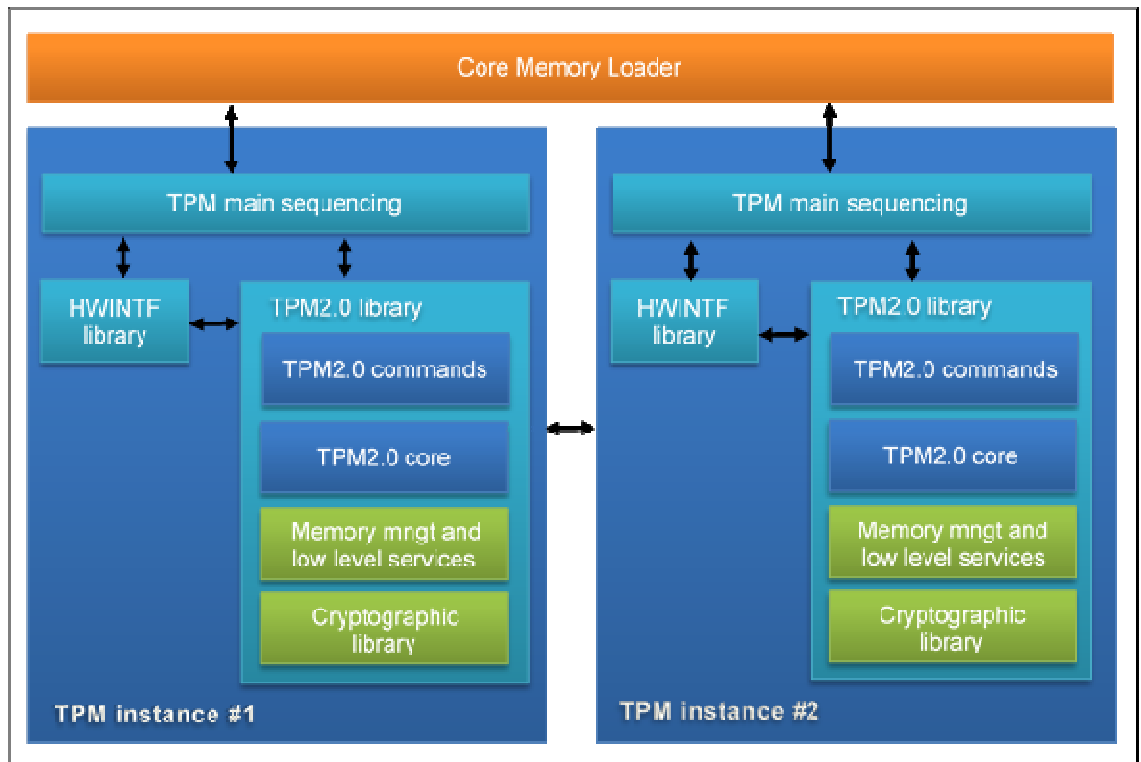 Core Memory Loader
TPM main sequencing
HWINTF
library
TPM2.0 library
TPM2.0 commands
TPM2.0 core
Memory mngt and
low level services
Cryptographic
library
TPM instance #1
TPM main sequencing
HWINTF
library
TPM2.0 library
TPM2.0 commands
TPM2.0 core
Memory mngt and
low level services
Cryptographic
library
TPM instance #2